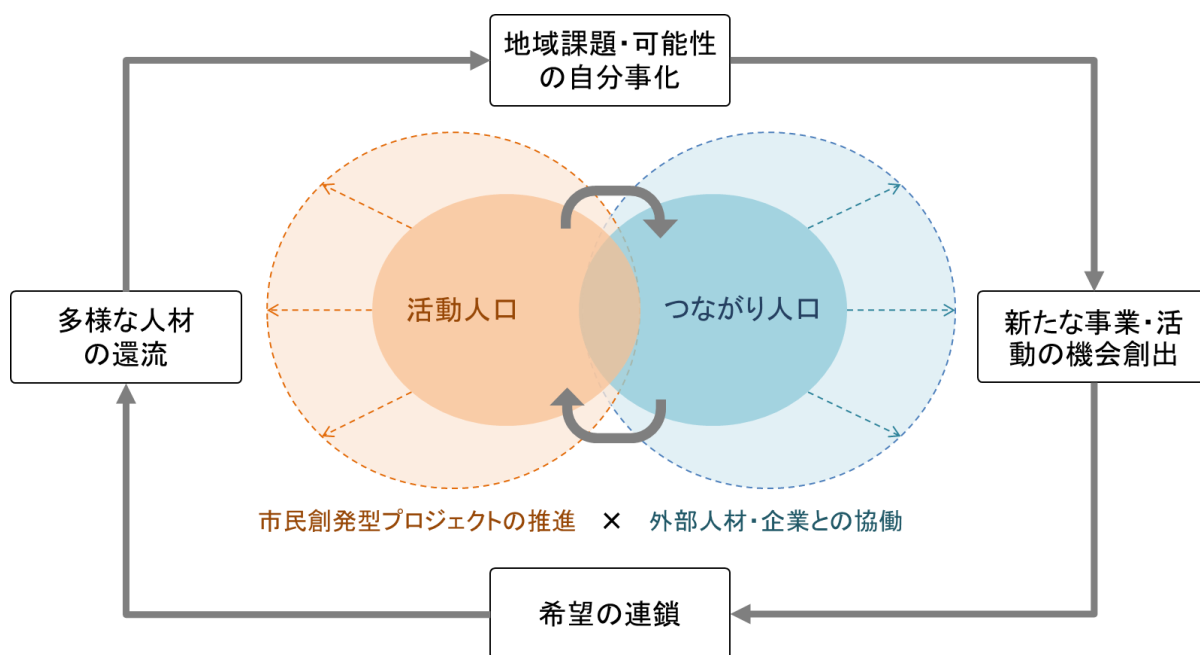 地域課題・可能性
の自分事化
多様な人材
の還流
活動人口
つながり人口
新たな事業・活
動の機会創出
市民創発型プロジェクトの推進 × 外部人材・企業との協働
希望の連鎖